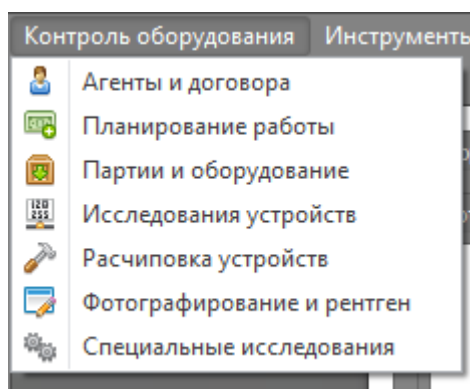 Контроль оборудования Инструменты
Агенты и договора
Планирование работы
Партии и оборудование
Исследования устройств
Расчиповка устройств
Фотографирование и рентген
Специальные исследования